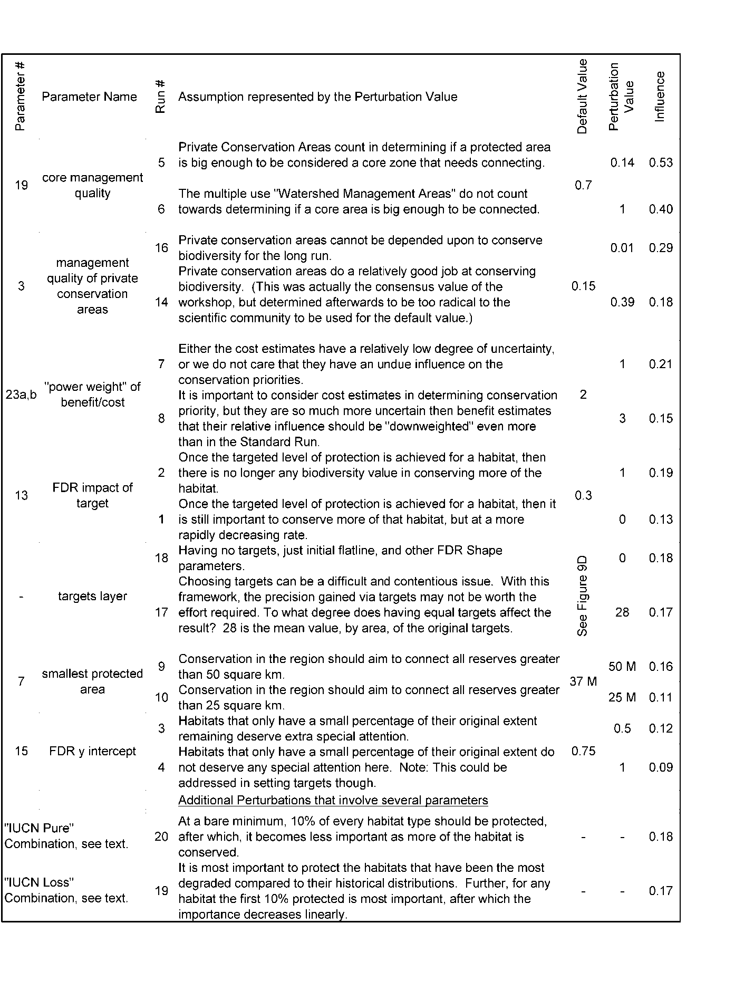 Parameter #
Parameter Name
Run #
Assumption represented by the Perturbation Value
Default Value
Perturbation
Value
Influence
19
core management
quality
5
Private Conservation Areas count in determining if a protected area
is big enough to be considered a core zone that needs connecting.
0.7
0.14
0.53
6
The multiple use "Watershed Management Areas" do not count
towards determining if a core area is big enough to be connected.
1
0.40
3
management
quality of private
conservation
areas
16
Private conservation areas cannot be depended upon to conserve
biodiversity for the long run.
0.15
0.01
0.29
14
Private conservation areas do a relatively good job at conserving
biodiversity.  (This was actually the consensus value of the
workshop, but determined afterwards to be too radical to the
scientific community to be used for the default value.)
0.39
0.18
23a,b
"power weight" of
benefit/cost
7
Either the cost estimates have a relatively low degree of uncertainty,
or we do not care that they have an undue influence on the
conservation priorities.
2
1
0.21
8
It is important to consider cost estimates in determining conservation
priority, but they are so much more uncertain then benefit estimates
that their relative influence should be "downweighted" even more
than in the Standard Run.
3
0.15
13
FDR impact of
target
2
Once the targeted level of protection is achieved for a habitat, then
there is no longer any biodiversity value in conserving more of the
habitat.
0.3
1
0.19
1
Once the targeted level of protection is achieved for a habitat, then it
is still important to conserve more of that habitat, but at a more
rapidly decreasing rate.
0
0.13
-
targets layer
18
Having no targets, just initial flatline, and other FDR Shape
parameters.
See Figure 9D
0
0.18
17
Choosing targets can be a difficult and contentious issue.  With this
framework, the precision gained via targets may not be worth the
effort required. To what degree does having equal targets affect the
result?  28 is the mean value, by area, of the original targets.
28
0.17
7
smallest protected
area
9
Conservation in the region should aim to connect all reserves greater
than 50 square km.
37 M
50 M
0.16
10
Conservation in the region should aim to connect all reserves greater
than 25 square km.
25 M
0.11
15
FDR y intercept
3
Habitats that only have a small percentage of their original extent
remaining deserve extra special attention.
0.75
0.5
0.12
4
Habitats that only have a small percentage of their original extent do
not deserve any special attention here.  Note: This could be
addressed in setting targets though.
1
0.09
Additional Perturbations that involve several parameters
"IUCN Pure"
Combination, see text.
20
At a bare minimum, 10% of every habitat type should be protected,
after which, it becomes less important as more of the habitat is
conserved.
-
-
0.18
"IUCN Loss"
Combination, see text.
19
It is most important to protect the habitats that have been the most
degraded compared to their historical distributions.  Further, for any
habitat the first 10% protected is most important, after which the
importance decreases linearly.
-
-
0.17